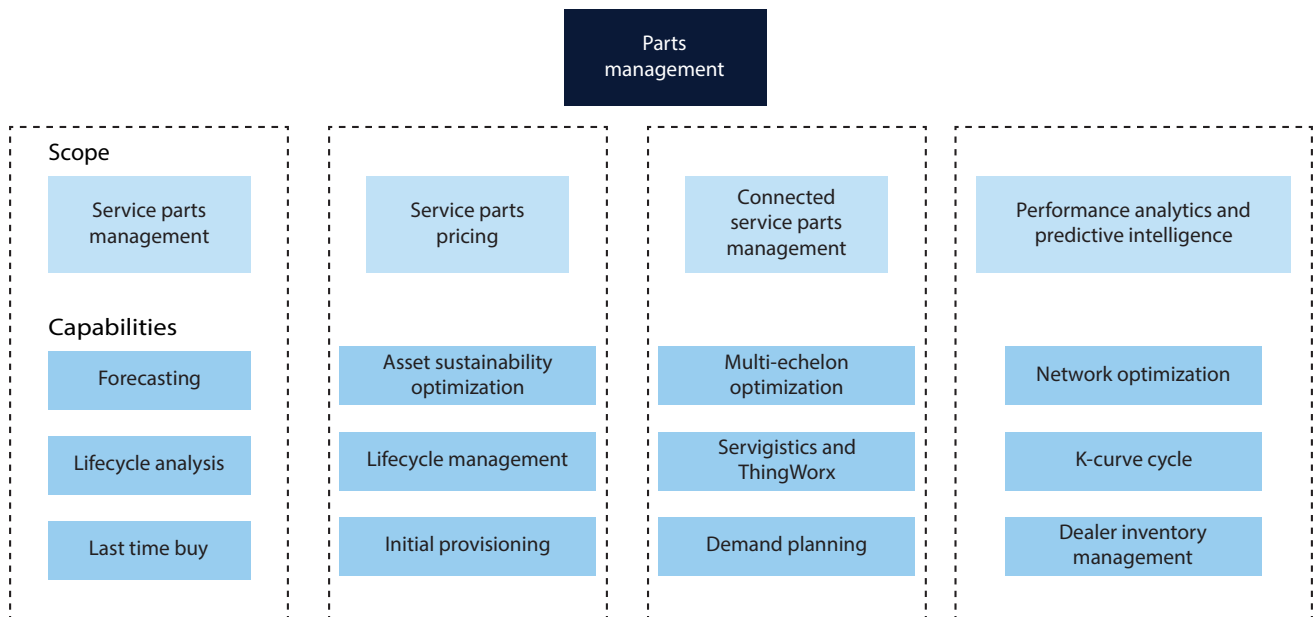 Parts
management
Scope
Service parts
management
Service parts
pricing
Connected
service parts
management
Performance analytics and
predictive intelligence
Capabilities
Forecasting
Asset sustainability
optimization
Multi-echelon
optimization
Network optimization
Lifecycle analysis
Lifecycle management
Servigistics and
ThingWorx
K-curve cycle
Last time buy
Initial provisioning
Demand planning
Dealer inventory
management